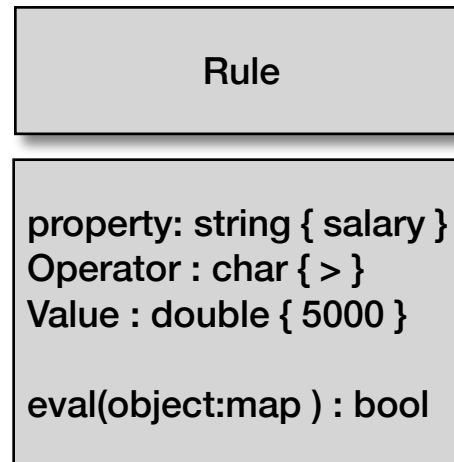 Rule
property: string { salary }
Operator : char { > }
Value : double { 5000 }
eval(object:map ) : bool